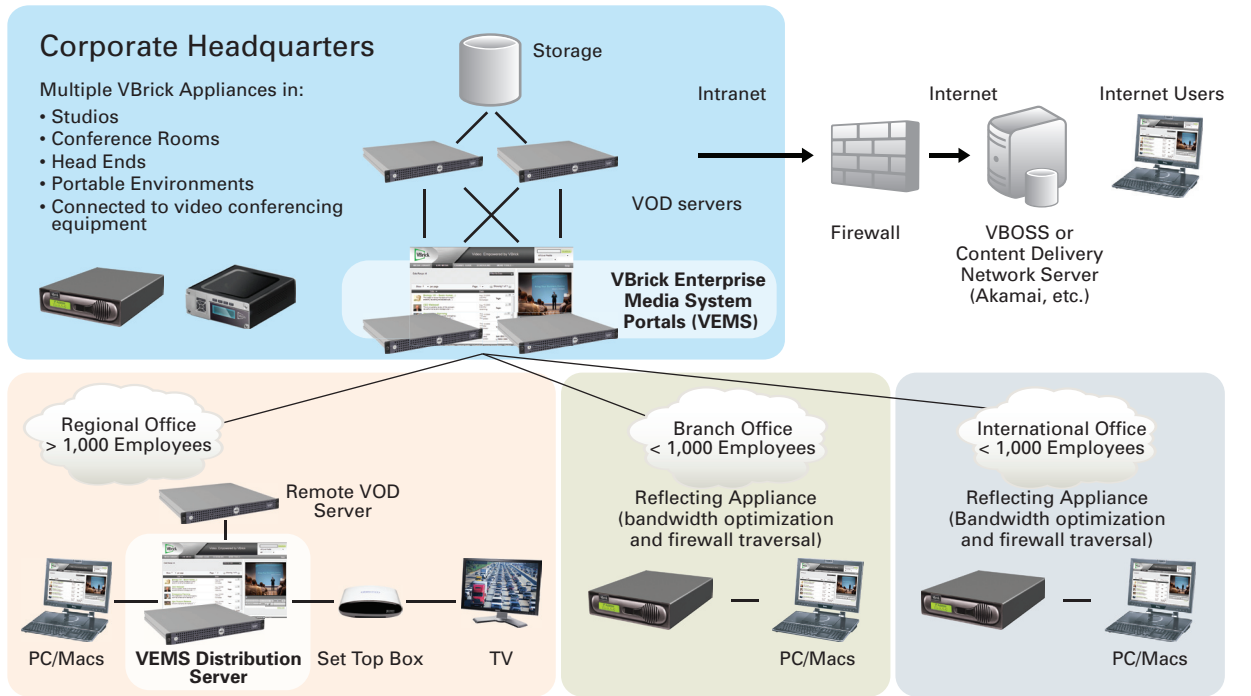 Corporate Headquarters
Multiple VBrick Appliances in:
• Studios
• Conference Rooms
• Head Ends
• Portable Environments
• Connected to video conferencing
equipment
Storage
VOD servers
VBrick Enterprise
Media System
Portals (VEMS)
Intranet
Firewall
Internet
VBOSS or
Content Delivery
Network Server
(Akamai, etc.)
Internet Users
Regional Office
> 1,000 Employees
Remote VOD
Server
PC/Macs
VEMS Distribution
Server
Set Top Box
TV
Branch Office
< 1,000 Employees
Reflecting Appliance
(bandwidth optimization
and firewall traversal)
PC/Macs
International Office
< 1,000 Employees
Reflecting Appliance
(Bandwidth optimization
and firewall traversal)
PC/Macs